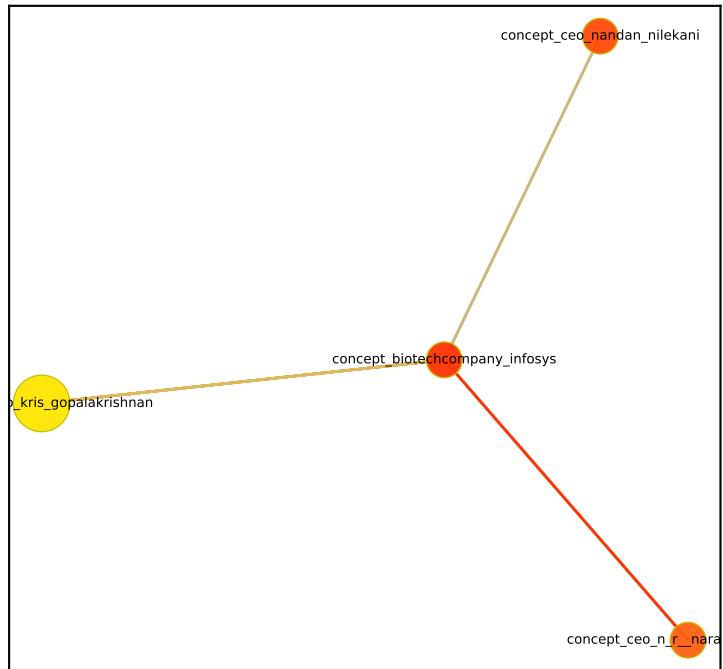 concept_ceo_nandan_nilekani
concept_biotechcompany_infosys
o_kris_gopalakrishnan
concept_ceo_n_r__nara